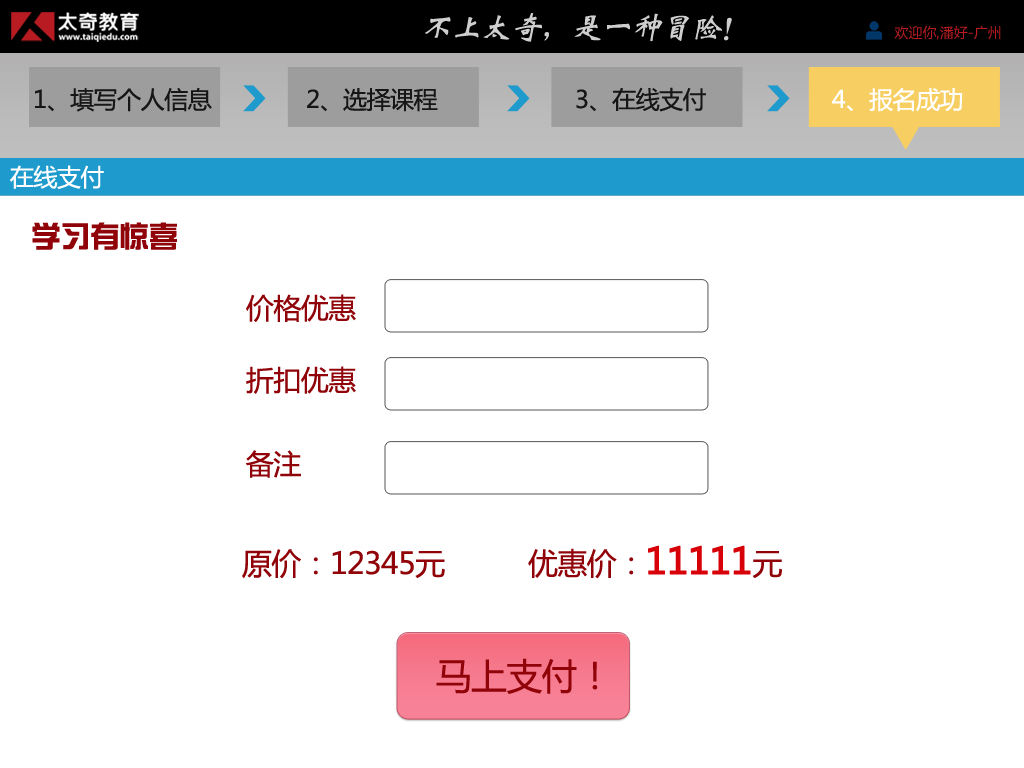 太奇教育
www.taiqiedu.com
不上太奇，是一种冒险！
欢迎你,潘好-广州
1、填写个人信息
2、选择课程
3、在线支付
4、报名成功
在线支付
学习有惊喜
价格优惠
折扣优惠
备注
原价：12345元
优惠价：11111元
马上支付！